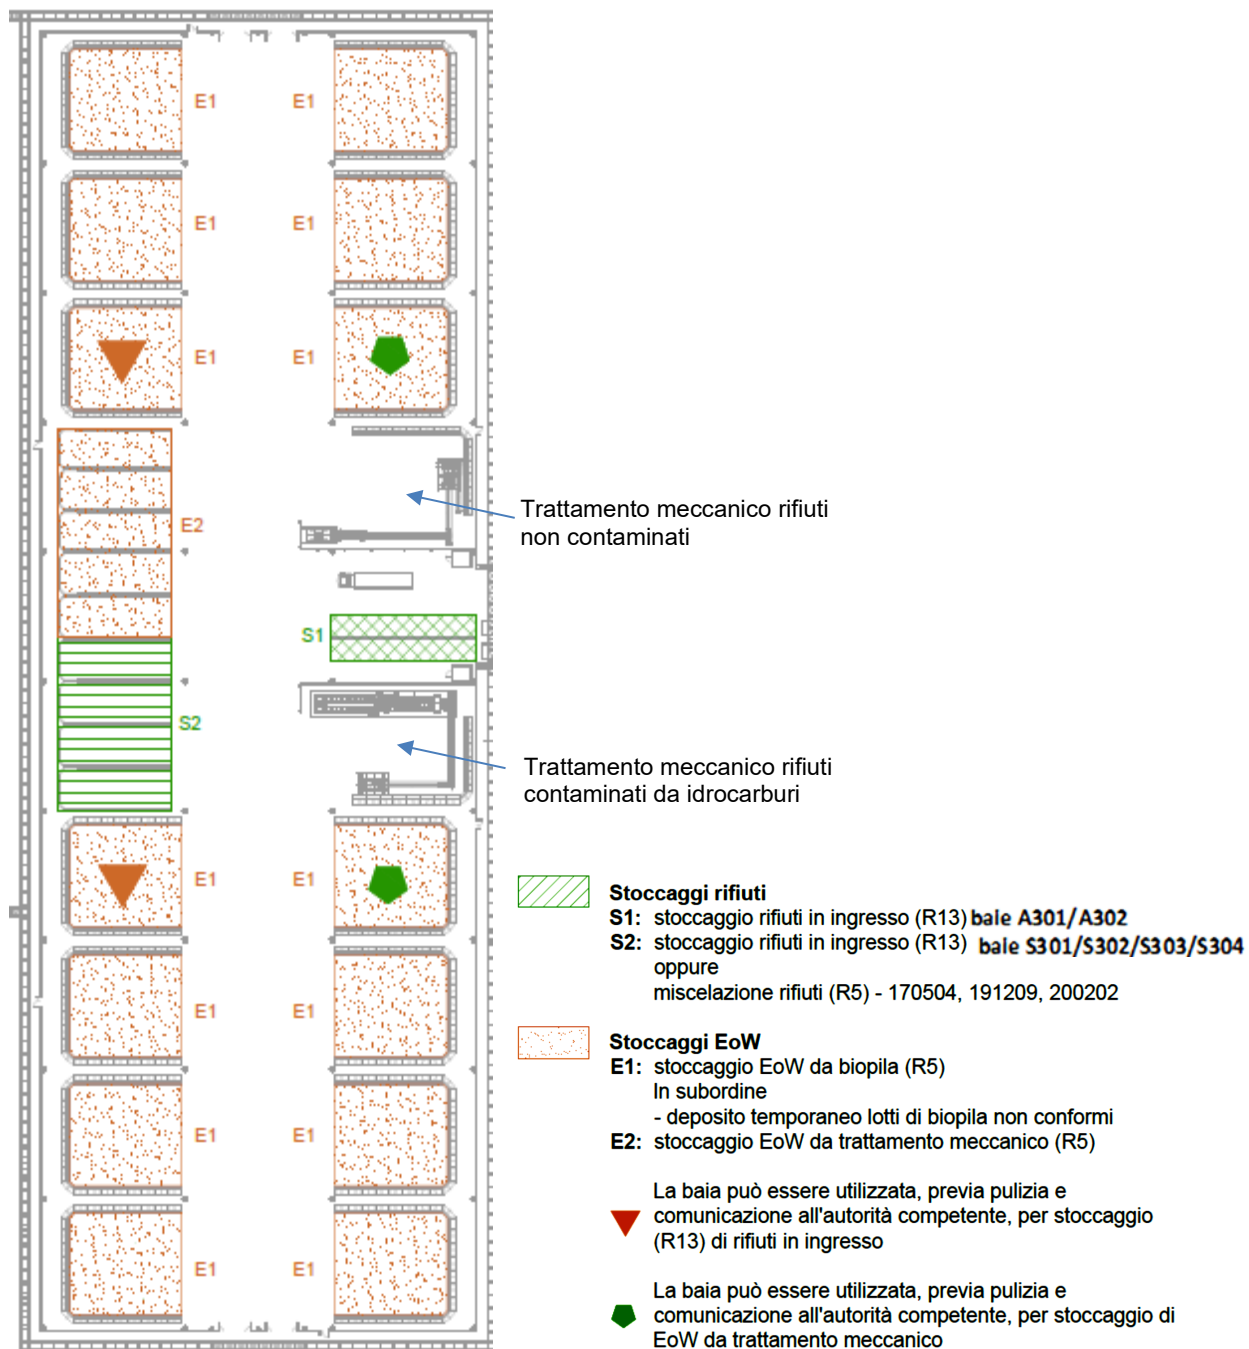 E1 E1
E1 E1
E1 E1
E2
Trattamento meccanico rifiuti
non contaminati
S1
S2
Trattamento meccanico rifiuti
contaminati da idrocarburi
E1 E1
E1 E1
E1 E1
E1 E1
Stoccaggi rifiuti
S1: stoccaggio rifiuti in ingresso (R13) bale A301/A302
S2: stoccaggio rifiuti in ingresso (R13) bale S301/S302/S303/S304
oppure
miscelazione rifiuti (R5) - 170504, 191209, 200202
Stoccaggi EoW
E1: stoccaggio EoW da biopila (R5)
In subordine
- deposito temporaneo lotti di biopila non conformi
E2: stoccaggio EoW da trattamento meccanico (R5)
La baia può essere utilizzata, previa pulizia e
comunicazione all'autorità competente, per stoccaggio
(R13) di rifiuti in ingresso
La baia può essere utilizzata, previa pulizia e
comunicazione all'autorità competente, per stoccaggio di
EoW da trattamento meccanico